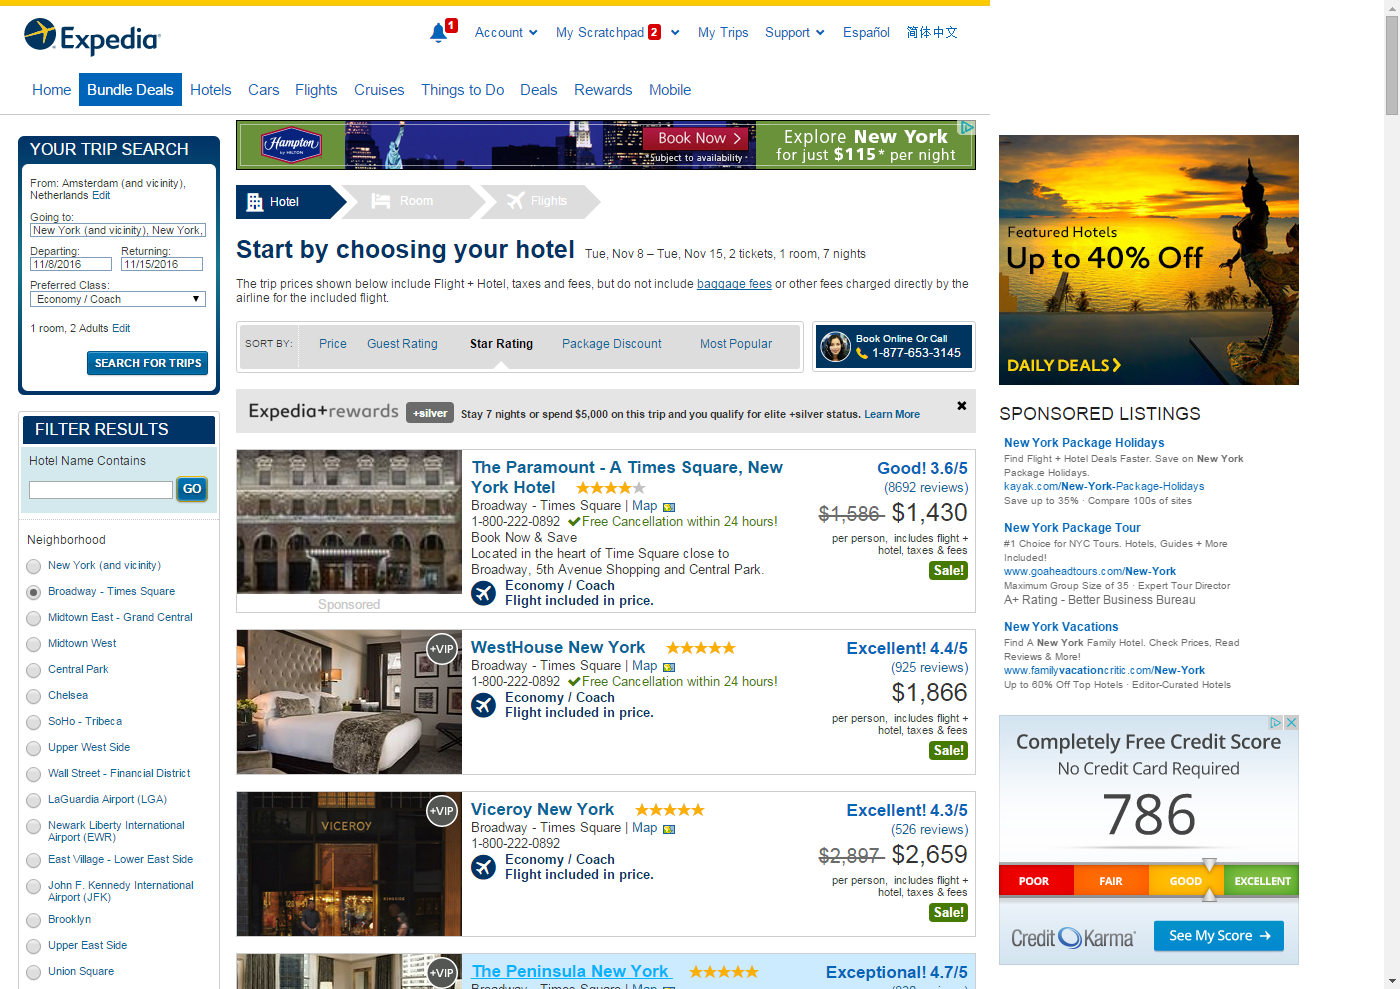 Expedia
1
Account
My Scratchpad 2
My Trips
Support
Español
简体中文
Home
Bundle Deals
Hotels
Cars
Flights
Cruises
Things to Do
Deals
Rewards
Mobile
YOUR TRIP SEARCH
From: Amsterdam (and vicinity),
Netherlands Edit
Going to:
New York (and vicinity), New York,
Departing:
Returning:
11/8/2016
11/15/2016
Preferred Class:
Economy / Coach
1 room, 2 Adults Edit
SEARCH FOR TRIPS
FILTER RESULTS
Hotel Name Contains
GO
Neighborhood
New York (and vicinity)
Broadway - Times Square
Midtown East - Grand Central
Midtown West
Central Park
Chelsea
SoHo - Tribeca
Upper West Side
Wall Street - Financial District
LaGuardia Airport (LGA)
Newark Liberty International
Airport (EWR)
East Village - Lower East Side
John F. Kennedy International
Airport (JFK)
Brooklyn
Upper East Side
Union Square
Hampton
by HILTON
Book Now >
*Subject to availability
Explore New York
for just $115* per night
Hotel
Room
Flights
Start by choosing your hotel
Tue, Nov 8 – Tue, Nov 15, 2 tickets, 1 room, 7 nights
The trip prices shown below include Flight + Hotel, taxes and fees, but do not include baggage fees or other fees charged directly by the
airline for the included flight.
SORT BY:
Price
Guest Rating
Star Rating
Package Discount
Most Popular
Book Online Or Call
1-877-653-3145
Expedia+rewards
+silver
Stay 7 nights or spend $5,000 on this trip and you qualify for elite +silver status. Learn More
The Paramount - A Times Square, New
York Hotel
Broadway - Times Square | Map
1-800-222-0892 Free Cancellation within 24 hours!
Book Now & Save
Located in the heart of Time Square close to
Broadway, 5th Avenue Shopping and Central Park.
Economy / Coach
Flight included in price.
Sponsored
Good! 3.6/5
(8692 reviews)
$1,586 $1,430
per person, includes flight +
hotel, taxes & fees
Sale!
+VIP
WestHouse New York
Broadway - Times Square | Map
1-800-222-0892 Free Cancellation within 24 hours!
Economy / Coach
Flight included in price.
Excellent! 4.4/5
(925 reviews)
$1,866
per person, includes flight +
hotel, taxes & fees
Sale!
VICEROY
+VIP
Viceroy New York
Broadway - Times Square | Map
1-800-222-0892
Economy / Coach
Flight included in price.
Excellent! 4.3/5
(526 reviews)
$2,897 $2,659
per person, includes flight +
hotel, taxes & fees
Sale!
+VIP
The Peninsula New York
Exceptional! 4.7/5
Broadway - Times Square | Map
Featured Hotels
Up to 40% Off
DAILY DEALS
SPONSORED LISTINGS
New York Package Holidays
Find Flight + Hotel Deals Faster. Save on New York
Package Holidays.
kayak.com/New-York-Package-Holidays
Save up to 35% · Compare 100s of sites
New York Package Tour
#1 Choice for NYC Tours. Hotels, Guides + More
Included!
www.goaheadtours.com/New-York
Maximum Group Size of 35 · Expert Tour Director
A+ Rating - Better Business Bureau
New York Vacations
Find A New York Family Hotel. Check Prices, Read
Reviews & More!
www.familyvacationcritic.com/New-York
Up to 60% Off Top Hotels · Editor-Curated Hotels
Completely Free Credit Score
No Credit Card Required
786
POOR
FAIR
GOOD
EXCELLENT
Credit Karma
See My Score